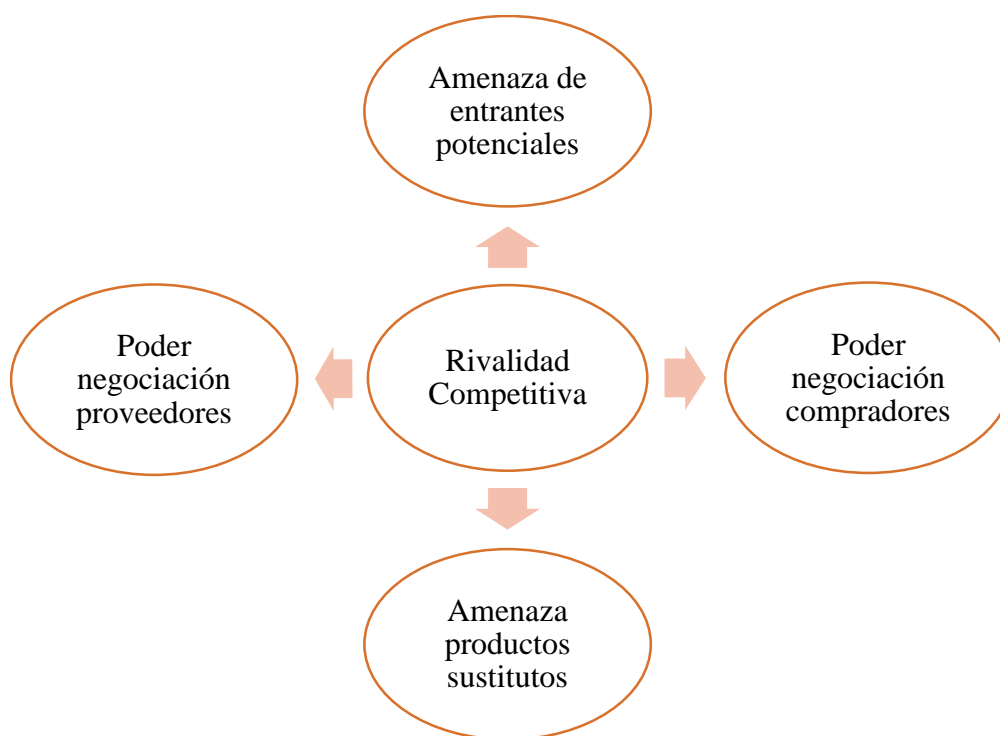 Amenaza de
entrantes
potenciales
Poder
negociación
proveedores
Rivalidad
Competitiva
Poder
negociación
compradores
Amenaza
productos
sustitutos